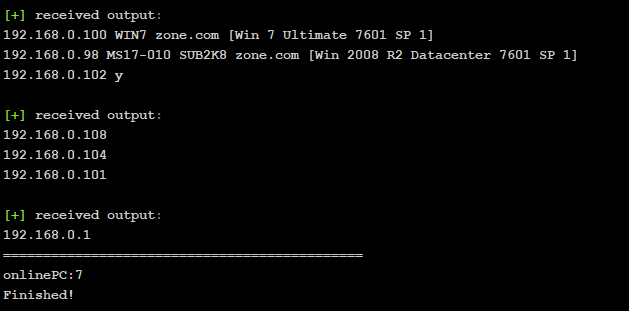 [+] received output:
192.168.0.100 WIN7 zone.com [Win 7 Ultimate 7601 SP 1]
192.168.0.98 MS17-010 SUB2K8 zone.com [Win 2008 R2 Datacenter 7601 SP 1]
192.168.0.102 y
[+] received output:
192.168.0.108
192.168.0.104
192.168.0.101
[+] received output:
192.168.0.1
=============================================
onlinePC:7
Finished!